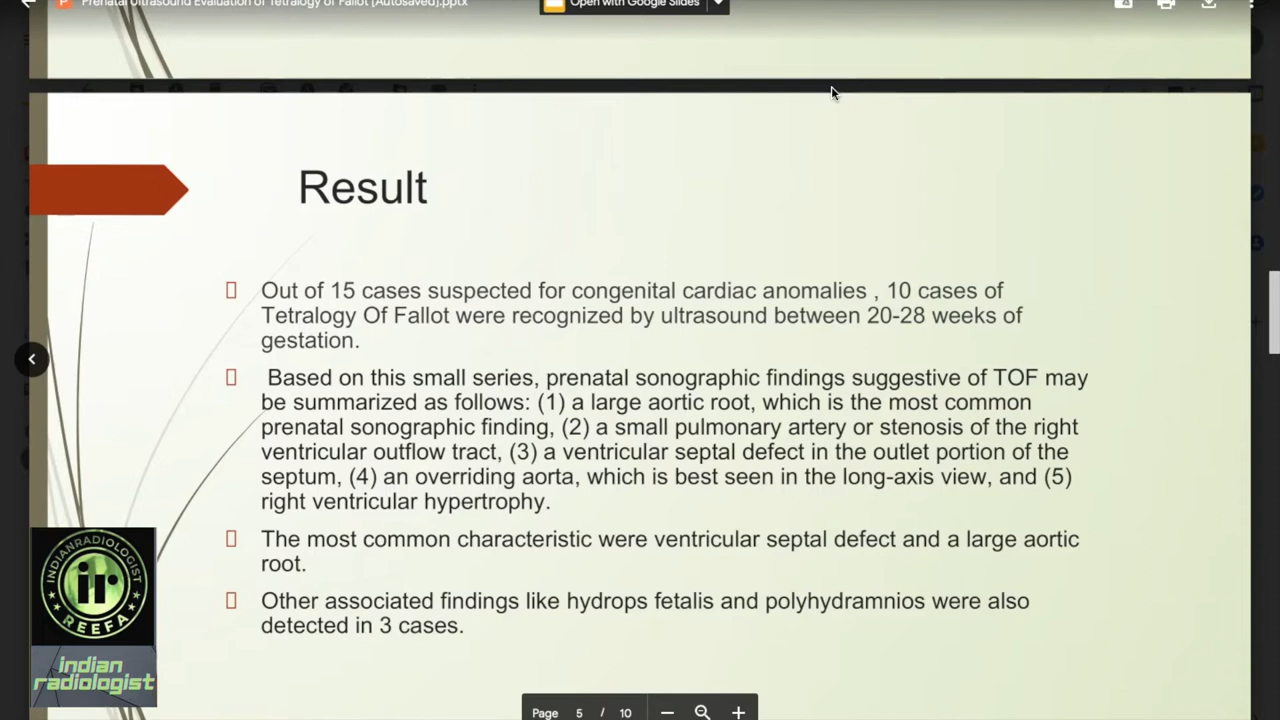 Prenatal Ultrasound Evaluation of Tetralogy of Fallot [Autosaved].pptx
Open with Google Slides
Result
Out of 15 cases suspected for congenital cardiac anomalies , 10 cases of
Tetralogy Of Fallot were recognized by ultrasound between 20-28 weeks of
gestation.
Based on this small series, prenatal sonographic findings suggestive of TOF may
be summarized as follows: (1) a large aortic root, which is the most common
prenatal sonographic finding, (2) a small pulmonary artery or stenosis of the right
ventricular outflow tract, (3) a ventricular septal defect in the outlet portion of the
septum, (4) an overriding aorta, which is best seen in the long-axis view, and (5)
right ventricular hypertrophy.
The most common characteristic were ventricular septal defect and a large aortic
root.
Other associated findings like hydrops fetalis and polyhydramnios were also
detected in 3 cases.
INDIANRADIOLOGIST
ir
REEFA
indian
radiologist
Page 5 / 10